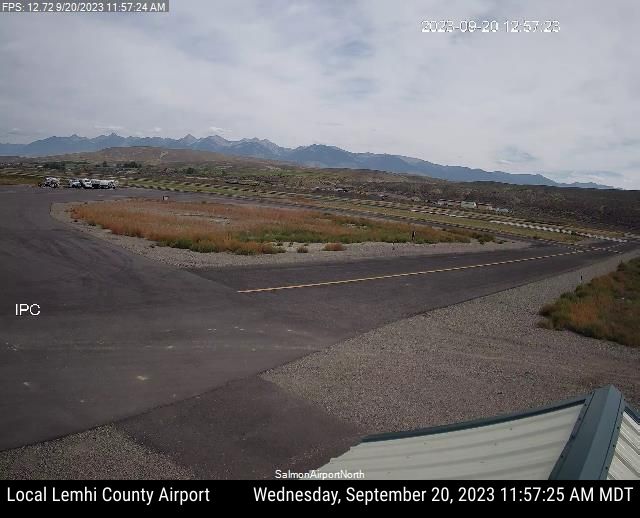 FPS: 12.72 9/20/2023 11:57:24 AM
2023-09-20 12:57:23
IPC
SalmonAirportNorth
Local Lemhi County Airport Wednesday, September 20, 2023 11:57:25 AM MDT